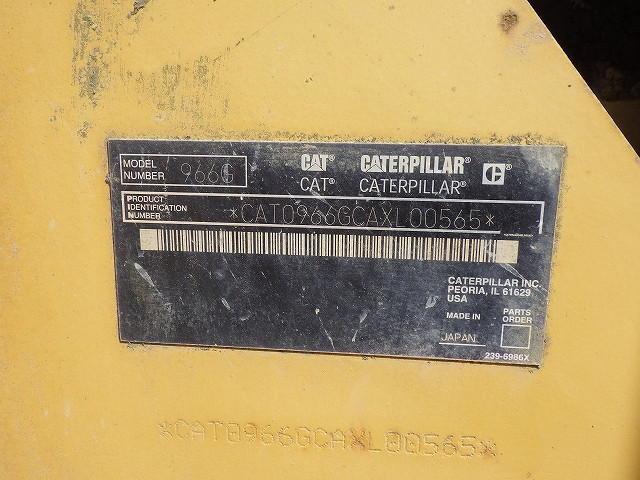 MODEL
NUMBER 966G
CAT CATERPILLAR C
CAT® CATERPILLAR®
PRODUCT
IDENTIFICATION
NUMBER *CAT0966GCAXL00565*
CATERPILLAR INC.
PEORIA, IL 61629
USA
MADE IN
JAPAN
PARTS
ORDER
239-6986X
*CAT0966GCAXL00565*